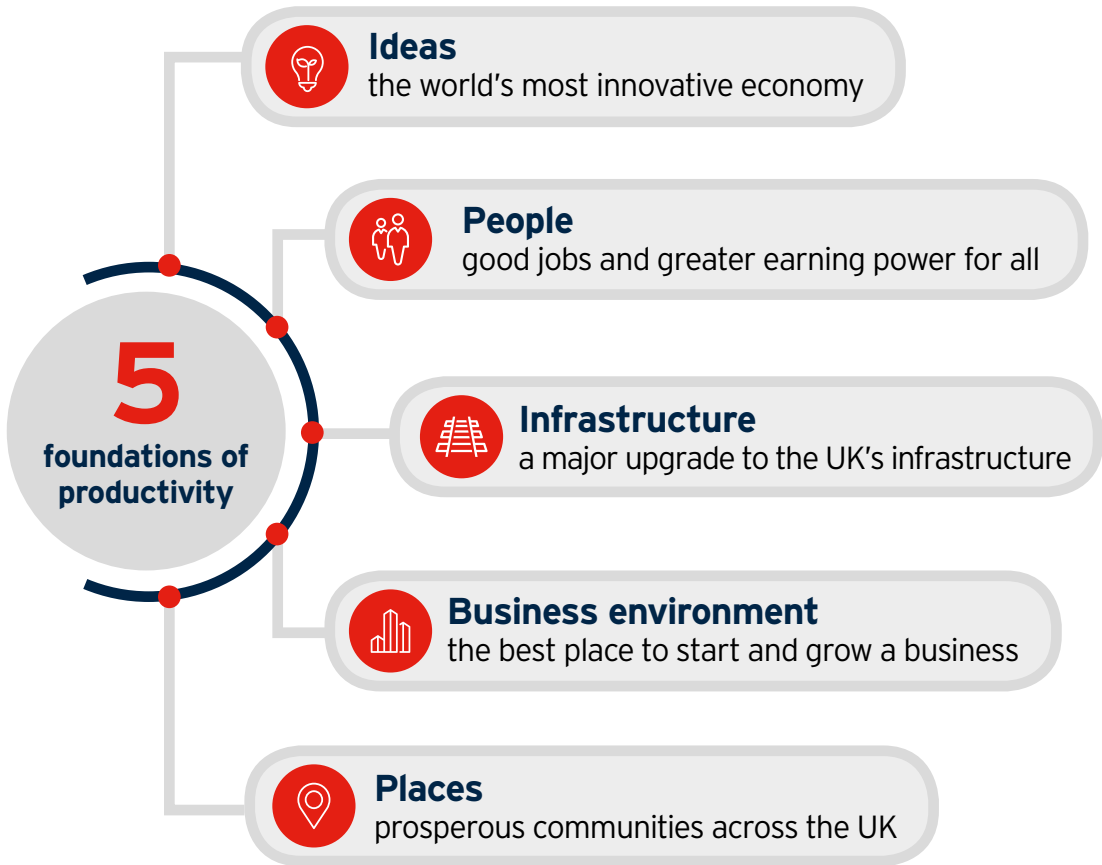 Ideas
the world's most innovative economy
People
good jobs and greater earning power for all
5
foundations of
productivity
Infrastructure
a major upgrade to the UK's infrastructure
Business environment
the best place to start and grow a business
Places
prosperous communities across the UK